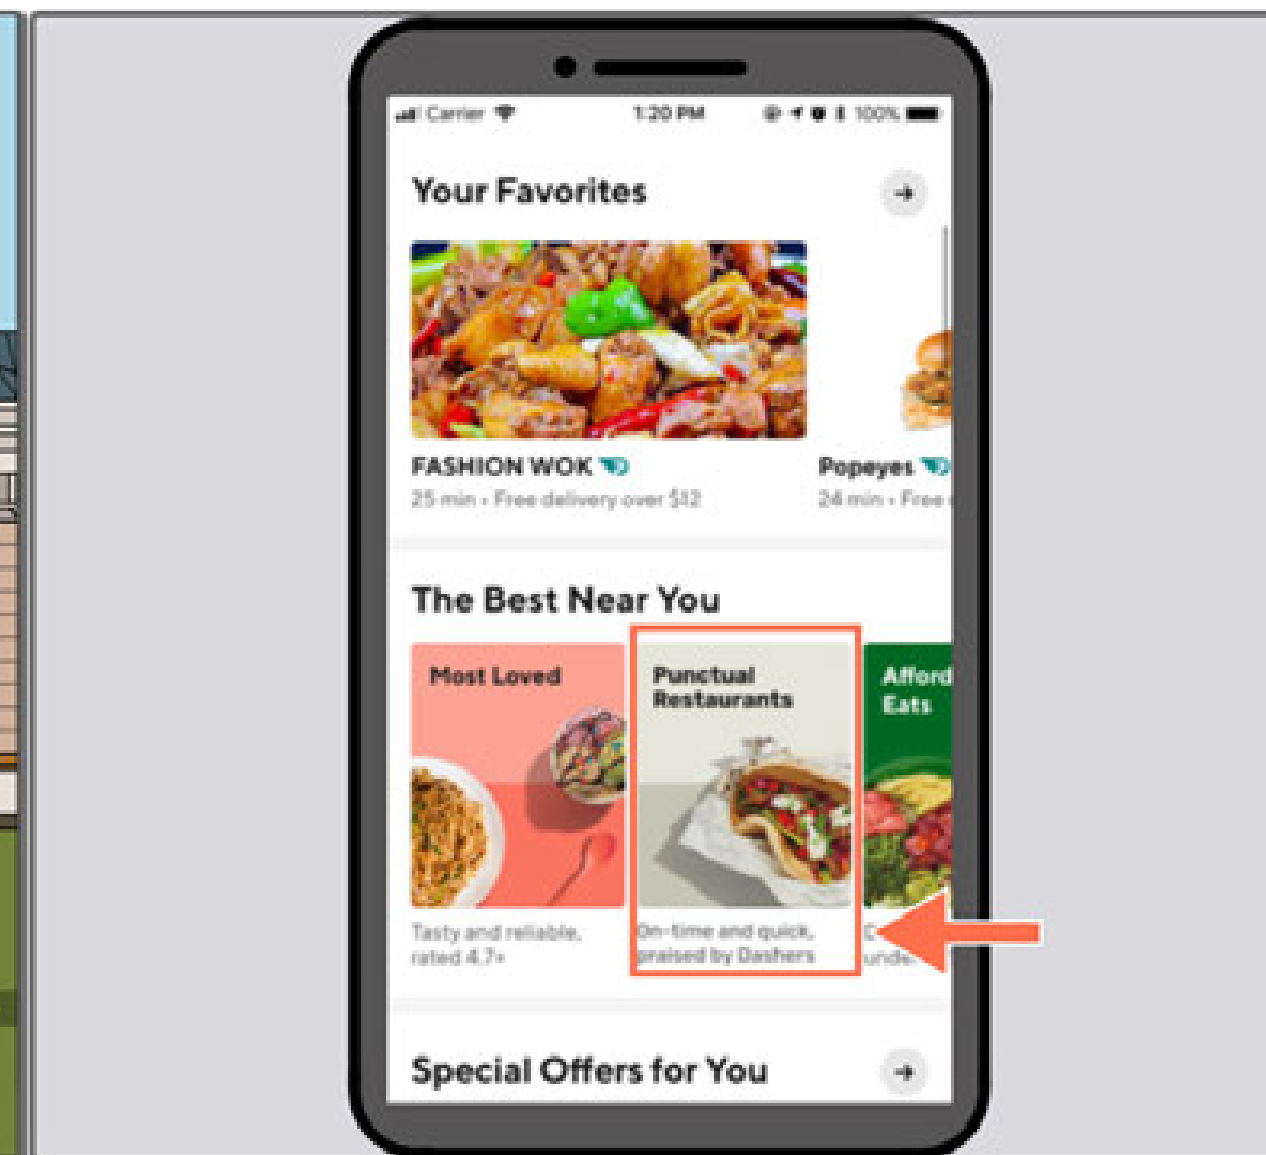 Carrier 1:20 PM 100%
Your Favorites
FASHION WOK
25 min • Free delivery over $12
Popeyes
24 min • Free
The Best Near You
Most Loved
Punctual
Restaurants
Afford
Eats
Tasty and reliable,
rated 4.7+
On-time and quick,
praised by Dashers
unde
Special Offers for You